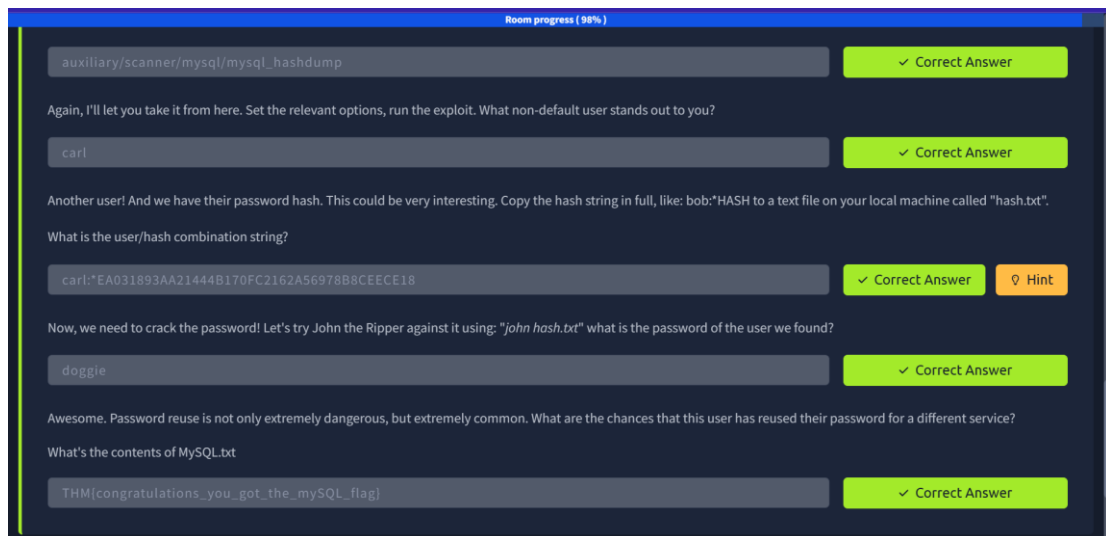 Room progress ( 98% )
auxiliary/scanner/mysql/mysql_hashdump
✓ Correct Answer
Again, I'll let you take it from here. Set the relevant options, run the exploit. What non-default user stands out to you?
carl
✓ Correct Answer
Another user! And we have their password hash. This could be very interesting. Copy the hash string in full, like: bob:*HASH to a text file on your local machine called "hash.txt".
What is the user/hash combination string?
carl:*EA031893AA21444B170FC2162A56978B8CEECE18
✓ Correct Answer
Hint
Now, we need to crack the password! Let's try John the Ripper against it using: "john hash.txt" what is the password of the user we found?
doggie
✓ Correct Answer
Awesome. Password reuse is not only extremely dangerous, but extremely common. What are the chances that this user has reused their password for a different service?
What's the contents of MySQL.txt
THM{congratulations_you_got_the_mySQL_flag}
✓ Correct Answer